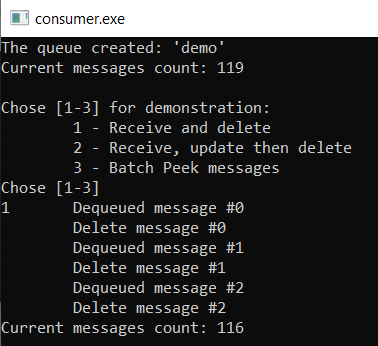 consumer.exe
The queue created: 'demo'
Current messages count: 119
Chose [1-3] for demonstration:
1 - Receive and delete
2 - Receive, update then delete
3 - Batch Peek messages
Chose [1-3]
1 Dequeued message #0
Delete message #0
Dequeued message #1
Delete message #1
Dequeued message #2
Delete message #2
Current messages count: 116